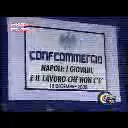 CONFCOMMERCIO
NAPOLI: I GIOVANI
E IL LAVORO CHE NON C'E'